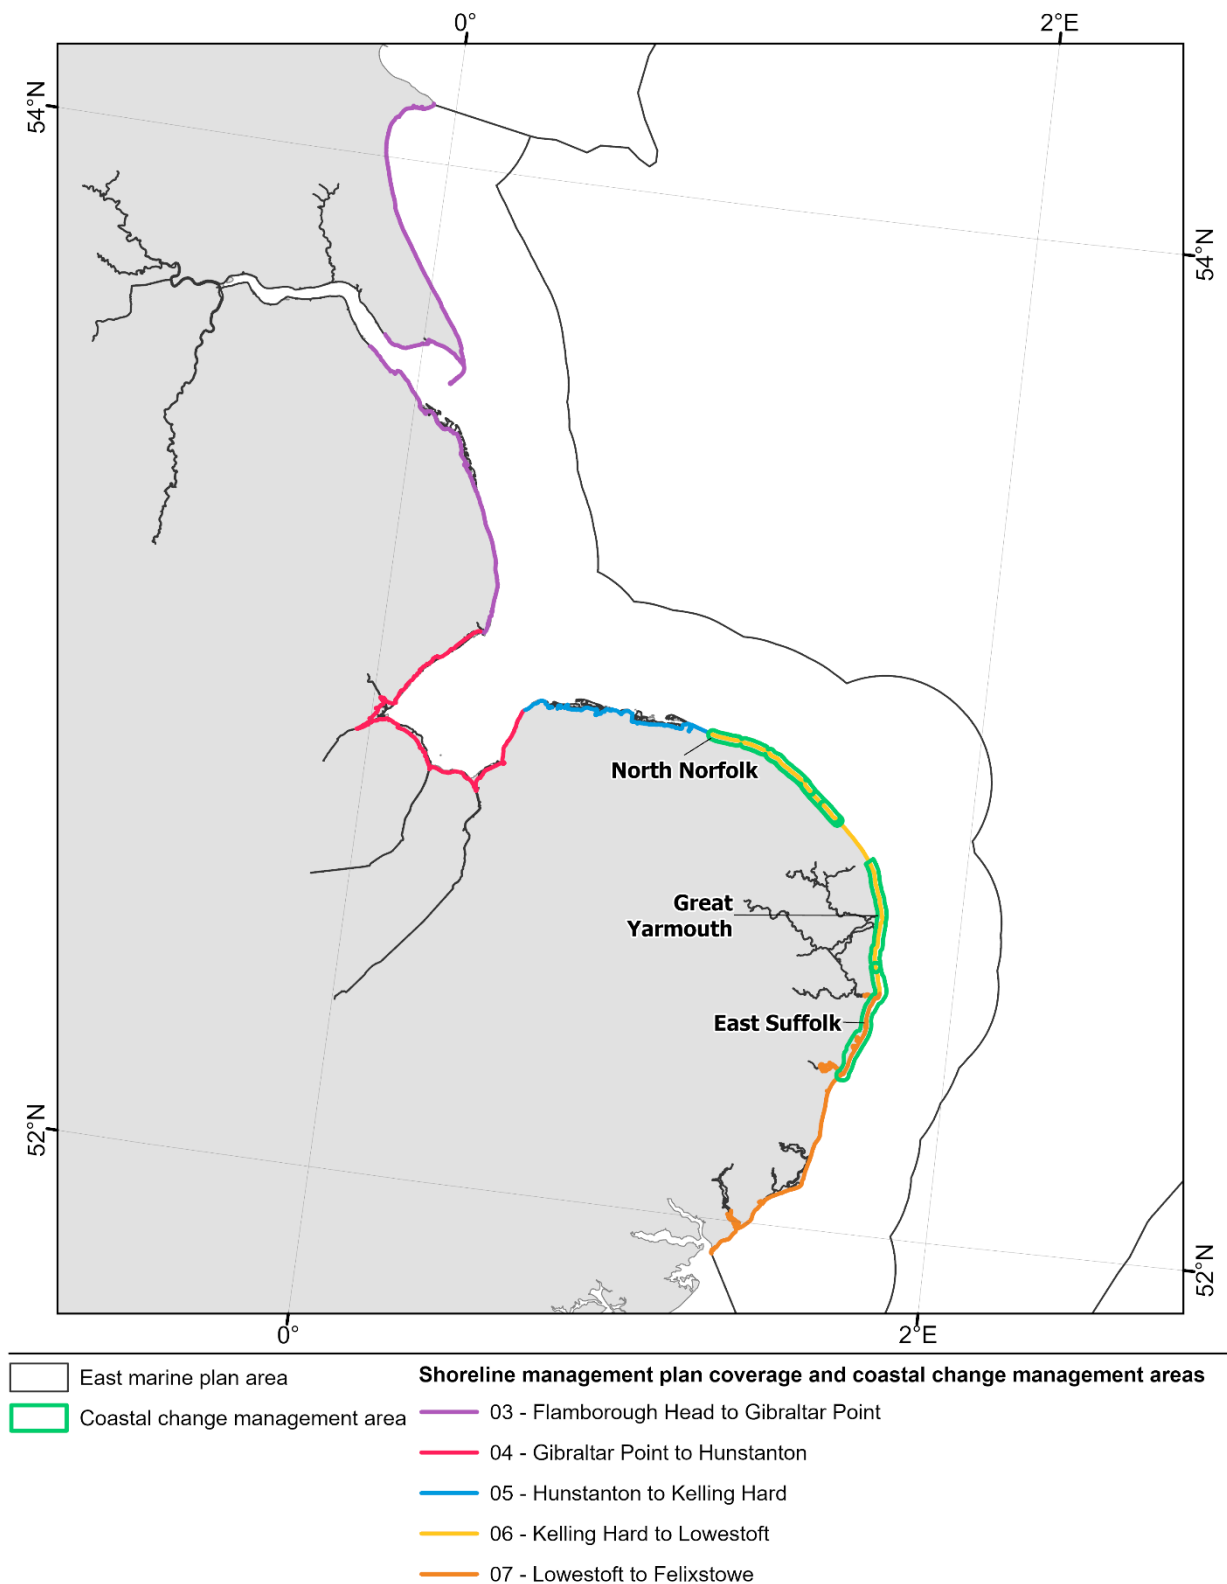 0°
2°E
54°N
54°N
North Norfolk
Great
Yarmouth
East Suffolk
52°N
52°N
0°
2°E
East marine plan area
Coastal change management area
Shoreline management plan coverage and coastal change management areas
03 - Flamborough Head to Gibraltar Point
04 - Gibraltar Point to Hunstanton
05 - Hunstanton to Kelling Hard
06 - Kelling Hard to Lowestoft
07 - Lowestoft to Felixstowe